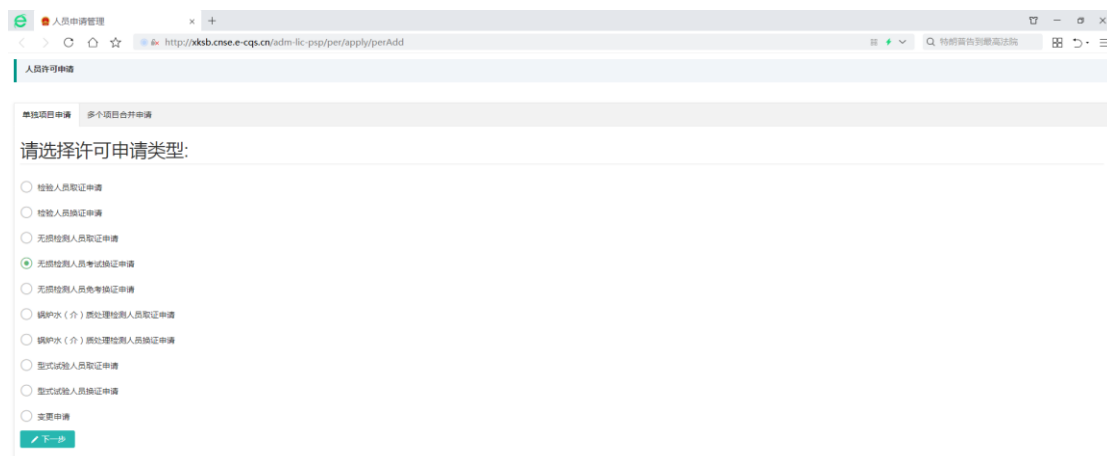 人员申请管理
http://xksb.cnse.e-cqs.cn/adm-lic-psp/per/apply/perAdd
特朗普告到最高法院
人员许可申请
单独项目申请 多个项目合并申请
请选择许可申请类型:
检验人员取证申请
检验人员换证申请
无损检测人员取证申请
无损检测人员考试换证申请
无损检测人员免考换证申请
锅炉水（介）质处理检测人员取证申请
锅炉水（介）质处理检测人员换证申请
型式试验人员取证申请
型式试验人员换证申请
变更申请
下一步